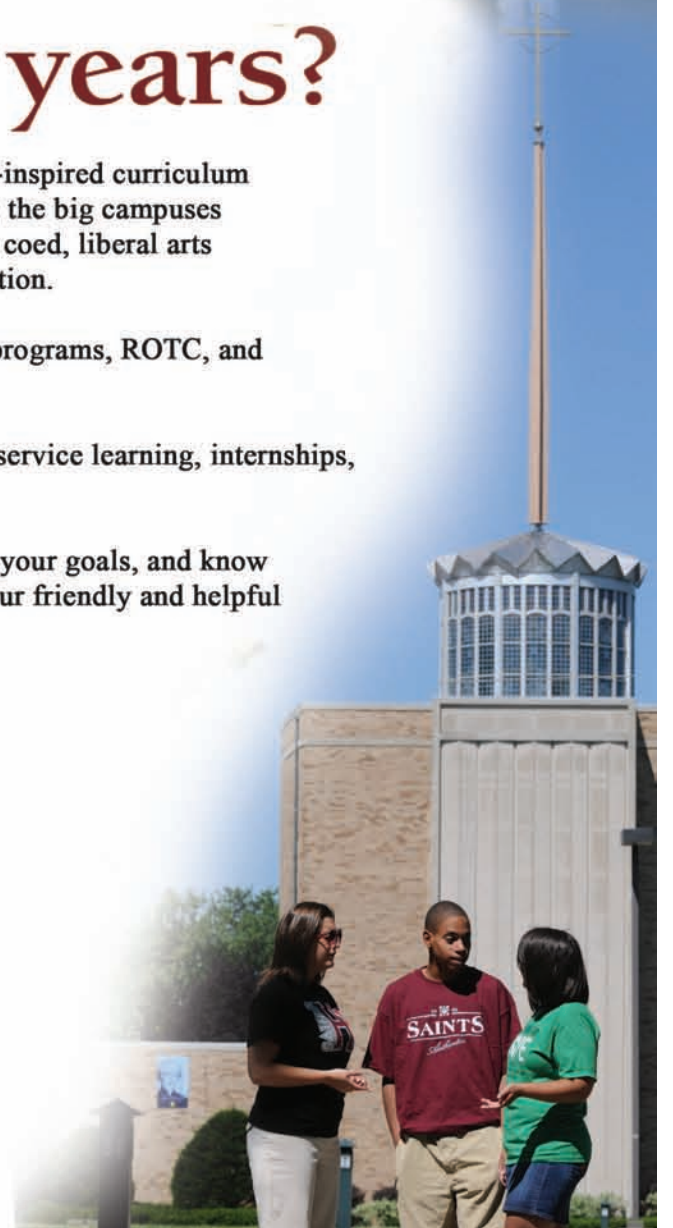 years?
-inspired curriculum
the big campuses
coed, liberal arts
tion.
programs, ROTC, and
service learning, internships,
your goals, and know
ur friendly and helpful
SAINTS
Authentic